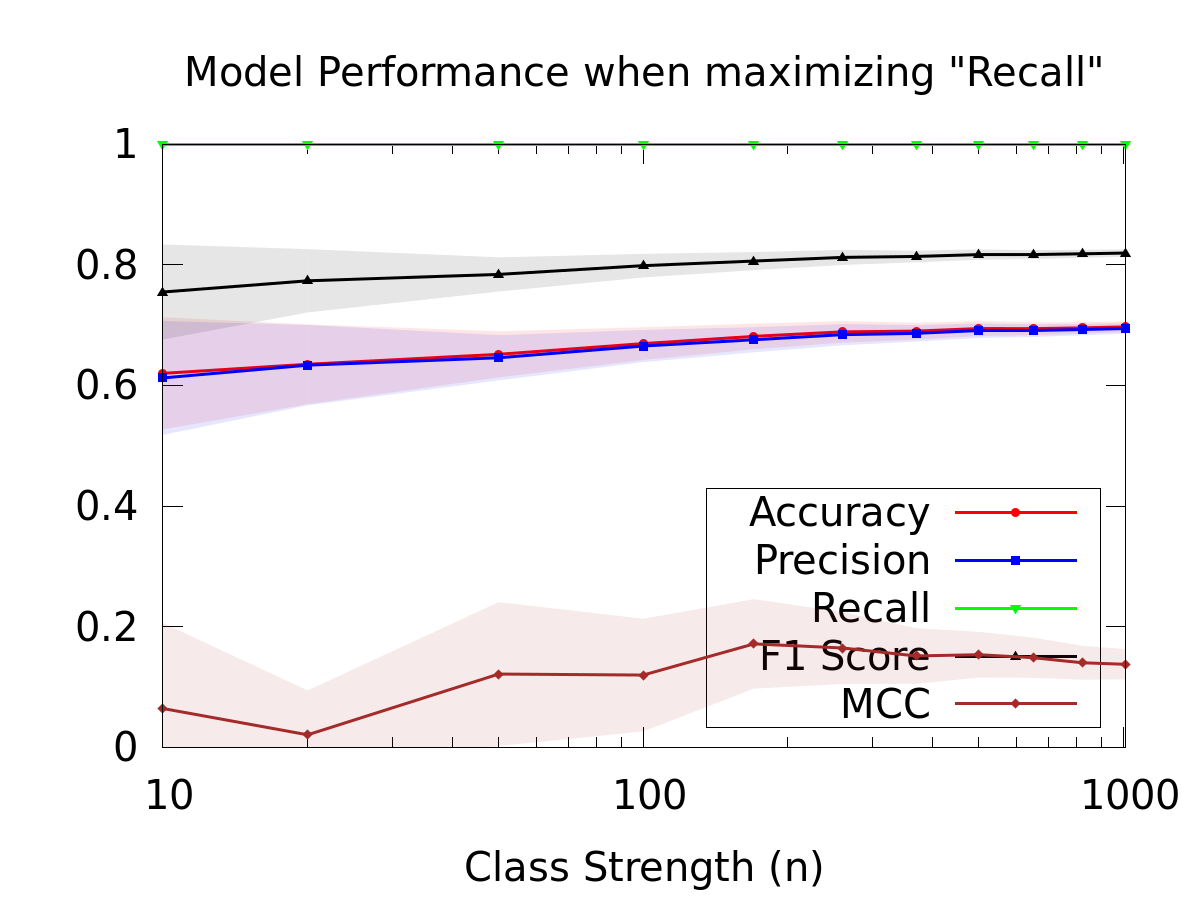 Model Performance when maximizing "Recall"
1
0.8
0.6
0.4
0.2
0
Accuracy
Precision
Recall
F1 Score
MCC
10 100 1000
Class Strength (n)